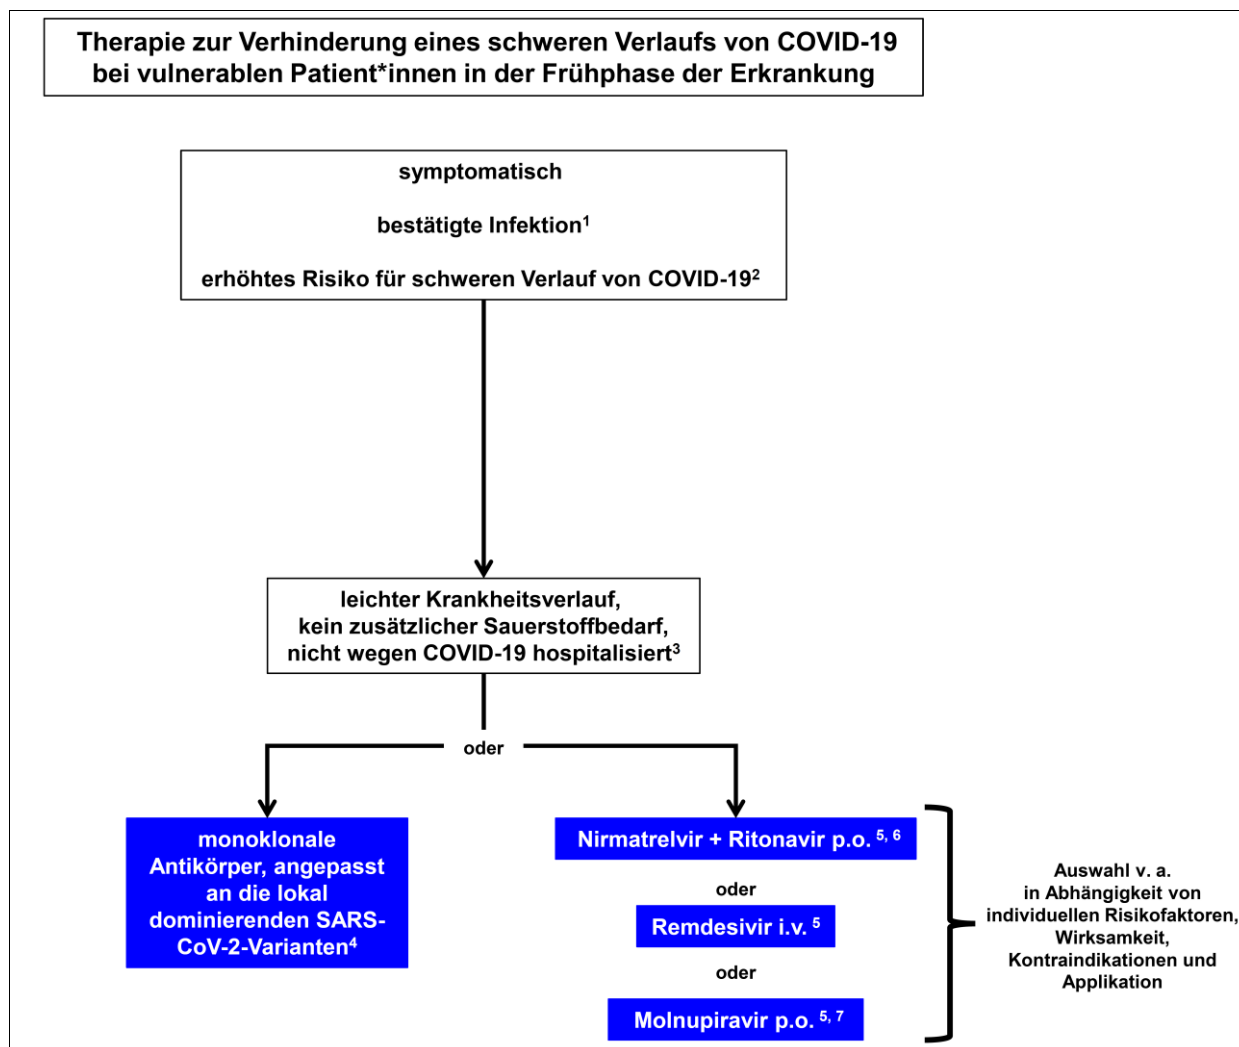 Therapie zur Verhinderung eines schweren Verlaufs von COVID-19
bei vulnerablen Patient*innen in der Frühphase der Erkrankung
symptomatisch
bestätigte Infektion¹
erhöhtes Risiko für schweren Verlauf von COVID-19²
leichter Krankheitsverlauf,
kein zusätzlicher Sauerstoffbedarf,
nicht wegen COVID-19 hospitalisiert³
oder
monoklonale
Antikörper, angepasst
an die lokal
dominierenden SARS-
CoV-2-Varianten⁴
Nirmatrelvir + Ritonavir p.o. ⁵, ⁶
oder
Remdesivir i.v. ⁵
oder
Molnupiravir p.o. ⁵, ⁷
Auswahl v. a.
in Abhängigkeit von
individuellen Risikofaktoren,
Wirksamkeit,
Kontraindikationen und
Applikation